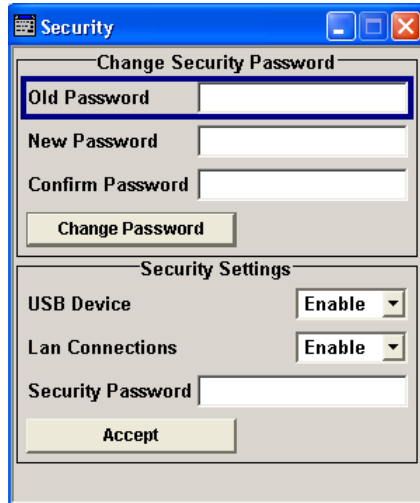 Security
Change Security Password
Old Password
New Password
Confirm Password
Change Password
Security Settings
USB Device Enable
Lan Connections Enable
Security Password
Accept